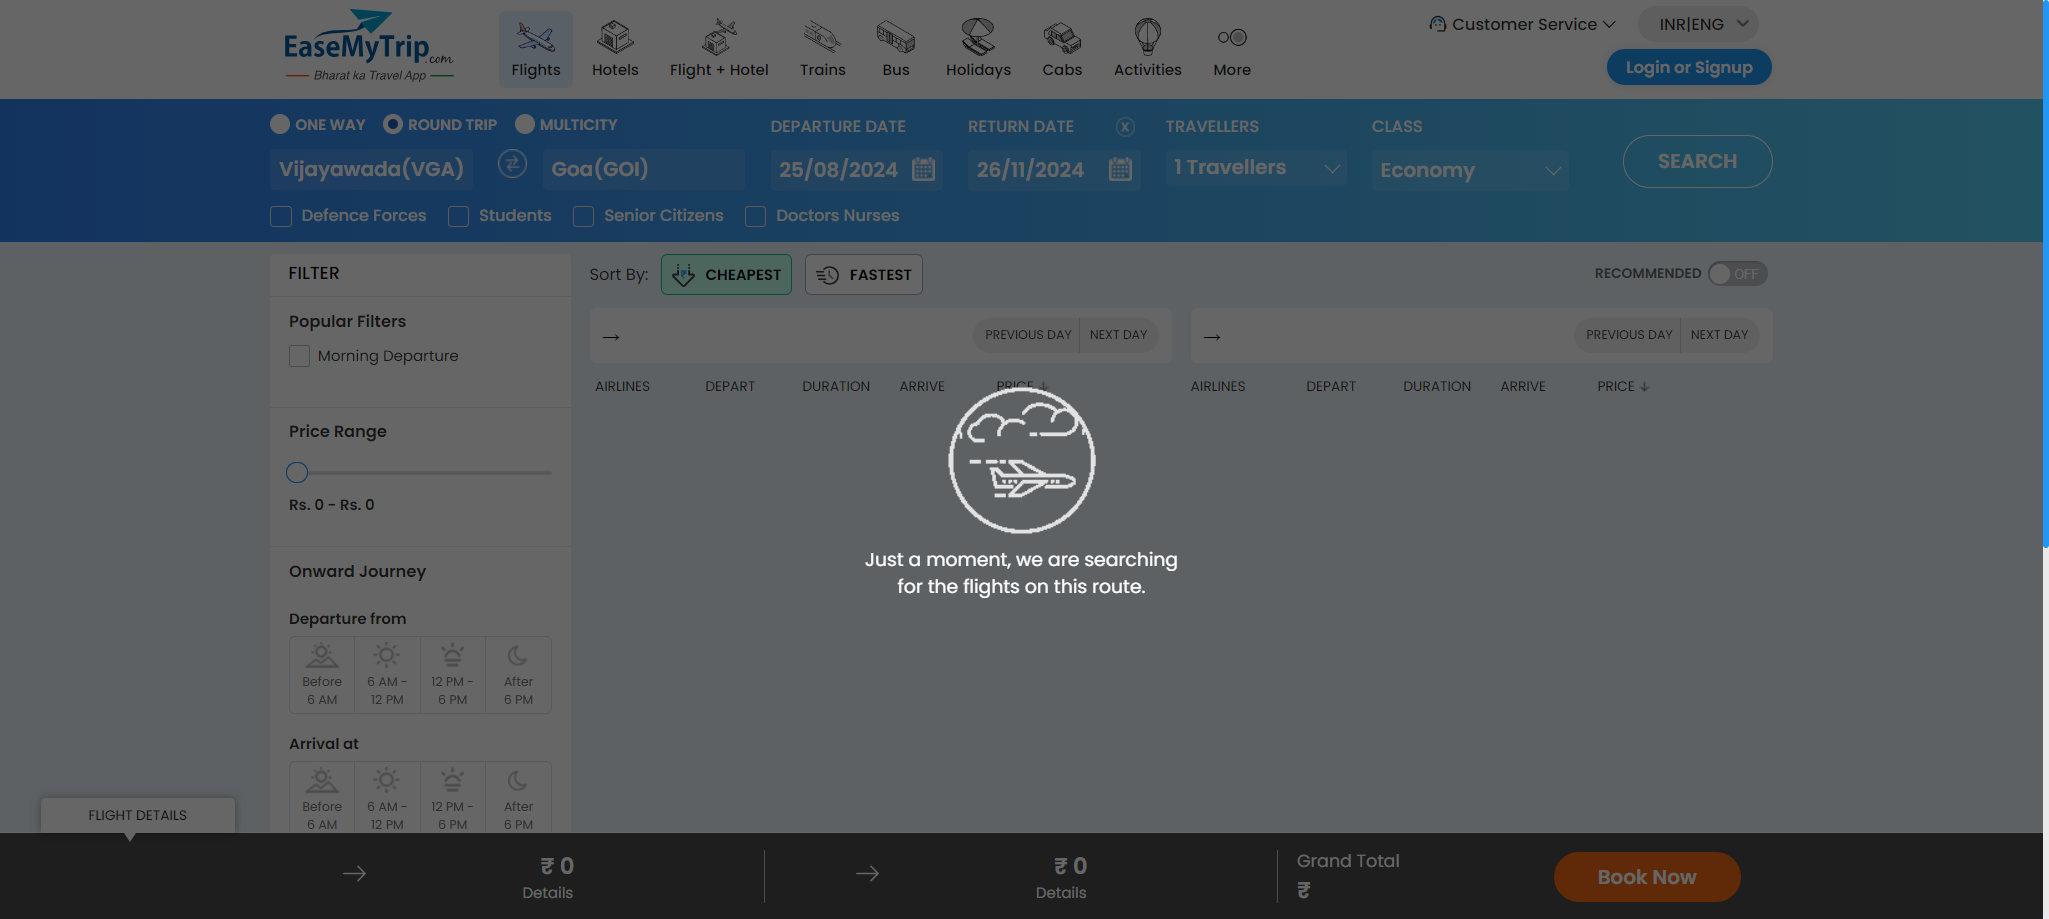 EaseMyTrip.com
Bharat ka Travel App
Flights
Hotels
Flight + Hotel
Trains
Bus
Holidays
Cabs
Activities
More
Customer Service
INR|ENG
Login or Signup
ONE WAY
ROUND TRIP
MULTICITY
DEPARTURE DATE
RETURN DATE
X
TRAVELLERS
CLASS
Vijayawada(VGA)
Goa(GOI)
25/08/2024
26/11/2024
1 Travellers
Economy
SEARCH
Defence Forces
Students
Senior Citizens
Doctors Nurses
FILTER
Sort By:
CHEAPEST
FASTEST
RECOMMENDED
OFF
Popular Filters
Morning Departure
→
PREVIOUS DAY
NEXT DAY
→
PREVIOUS DAY
NEXT DAY
AIRLINES
DEPART
DURATION
ARRIVE
PRICE
AIRLINES
DEPART
DURATION
ARRIVE
PRICE
Price Range
Rs. 0 - Rs. 0
Just a moment, we are searching
for the flights on this route.
Onward Journey
Departure from
Before
6 AM
6 AM -
12 PM
12 PM -
6 PM
After
6 PM
Arrival at
Before
6 AM
6 AM -
12 PM
12 PM -
6 PM
After
6 PM
FLIGHT DETAILS
₹ 0
Details
₹ 0
Details
Grand Total
₹
Book Now